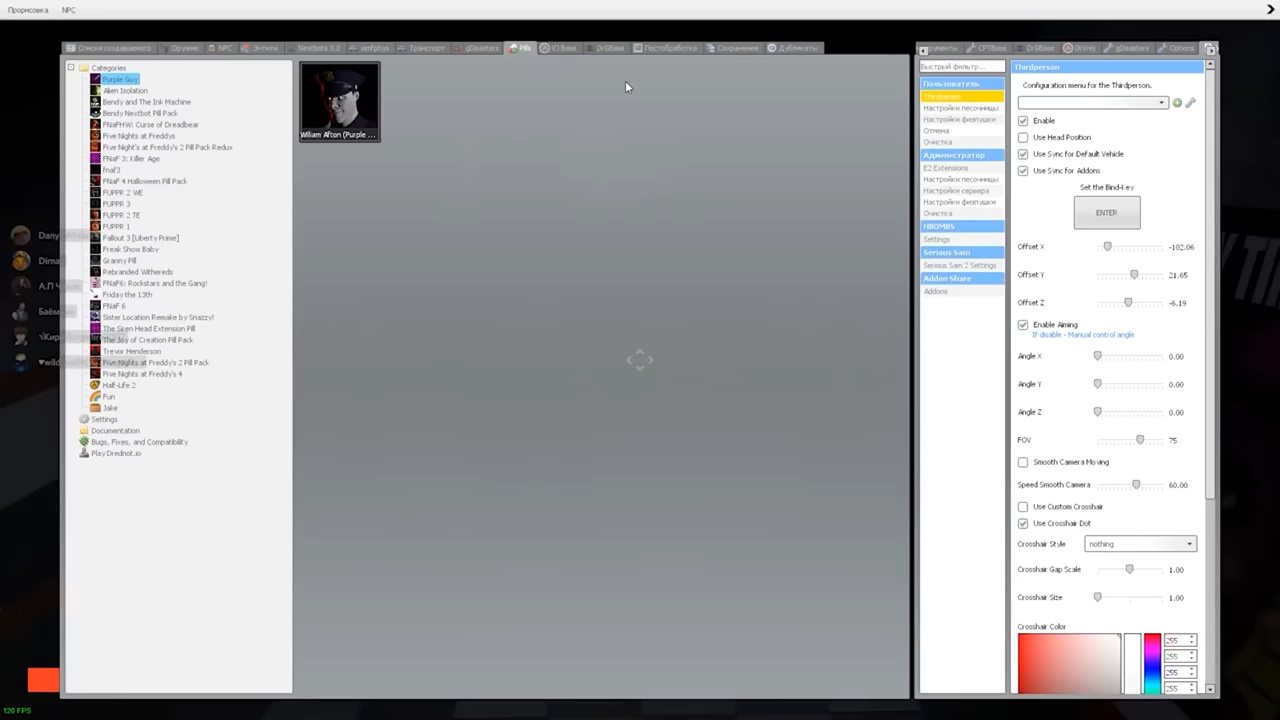 Прорисовка NPC
Списки создаваемого Оружие NPC Энтити Nextbots 3.0 simfphys Транспорт gDisasters Pills VJ Base DrGBase Постобработка Сохранения Дубликаты
CPTBase DrGBase gDisasters Options
Categories
Purple Guy
Alien Isolation
Bendy and The Ink Machine
Bendy Nextbot Pill Pack
FNaFHW: Curse of Dreadbear
Five Nights at Freddys
Five Night's at Freddy's 2 Pill Pack Redux
FNaF 3: Killer Age
fnaf3
FNaF 4 Halloween Pill Pack
FUPPR 2 WE
FUPPR 3
FUPPR 2 TE
FUPPR 1
Fallout 3 [Liberty Prime]
Freak Show Baby
Granny Pill
Rebranded Withereds
FNaF6: Rockstars and the Gang!
Friday the 13th
FNaF 6
Sister Location Remake by Snazzy!
The Siren Head Extension Pill
The Joy of Creation Pill Pack
Trevor Henderson
Five Nights at Freddy's 2 Pill Pack
Five Nights at Freddys 4
Half-Life 2
Fun
Jake
Settings
Documentation
Bugs, Fixes, and Compatibility
Play Drednot.io
Dany
Dima
А.П
Баём
√Кир
♥wild
William Afton (Purple ...
Быстрый фильтр...
Пользователь
Thirdperson
Настройки песочницы
Настройки физпушки
Отмена
Очистка
Администратор
E2 Extensions
Настройки песочницы
Настройки сервера
Настройки физпушки
Очистка
HBOMBS
Settings
Serious Sam
Serious Sam 2 Settings
Addon Share
Addons
Thirdperson
Configuration menu for the Thirdperson.
Enable
Use Head Position
Use Sync for Default Vehicle
Use Sync for Addons
Set the Bind-key
ENTER
Offset X -102.06
Offset Y 21.65
Offset Z -6.19
Enable Aiming
If disable - Manual control angle
Angle X 0.00
Angle Y 0.00
Angle Z 0.00
FOV 75
Smooth Camera Moving
Speed Smooth Camera 60.00
Use Custom Crosshair
Use Crosshair Dot
Crosshair Style nothing
Crosshair Gap Scale 1.00
Crosshair Size 1.00
Crosshair Color
255
255
255
255
120 FPS